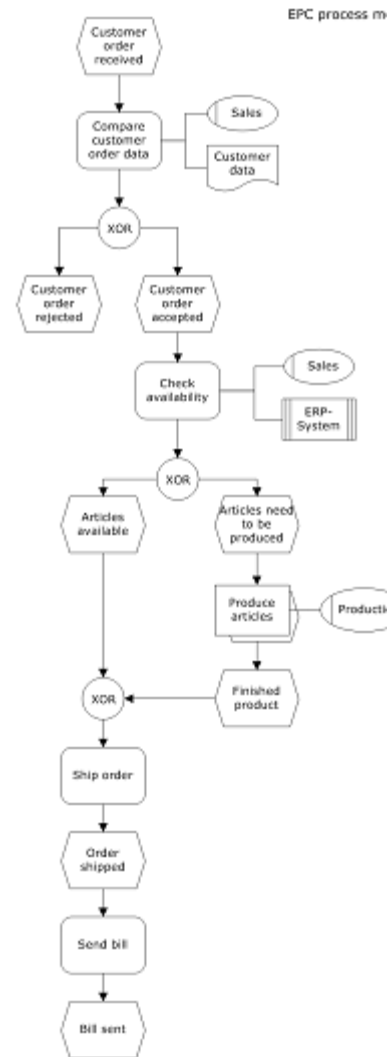 EPC process m
Customer
order
received
Compare
customer
order data
Sales
Customer
data
XOR
Customer
order
rejected
Customer
order
accepted
Check
availability
Sales
ERP-
System
XOR
Articles
available
Articles need
to be
produced
Produce
articles
Producti
XOR
Finished
product
Ship order
Order
shipped
Send bill
Bill sent